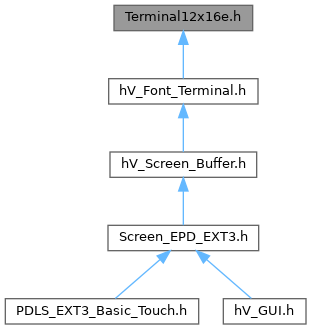 Terminal12x16e.h
hV_Font_Terminal.h
hV_Screen_Buffer.h
Screen_EPD_EXT3.h
PDLS_EXT3_Basic_Touch.h
hV_GUI.h